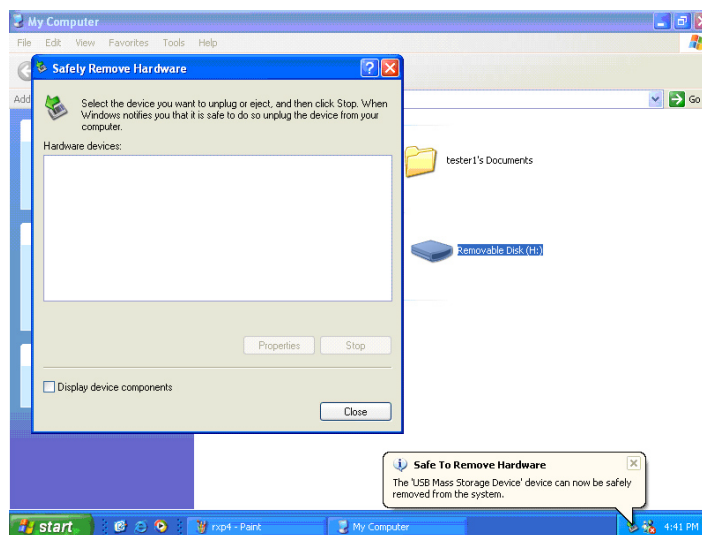 My Computer
File Edit View Favorites Tools Help
Safely Remove Hardware
Add
Go
Select the device you want to unplug or eject, and then click Stop. When
Windows notifies you that it is safe to do so unplug the device from your
computer.
Hardware devices:
tester1's Documents
Removable Disk (H:)
Properties Stop
Display device components
Close
Safe To Remove Hardware
The 'USB Mass Storage Device' device can now be safely
removed from the system.
start rxp4 - Paint My Computer 4:41 PM